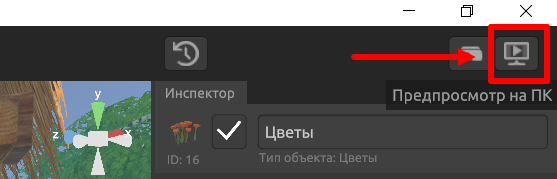 Инспектор
Предпросмотр на ПК
y
z
x
Цветы
ID: 16
Тип объекта: Цветы